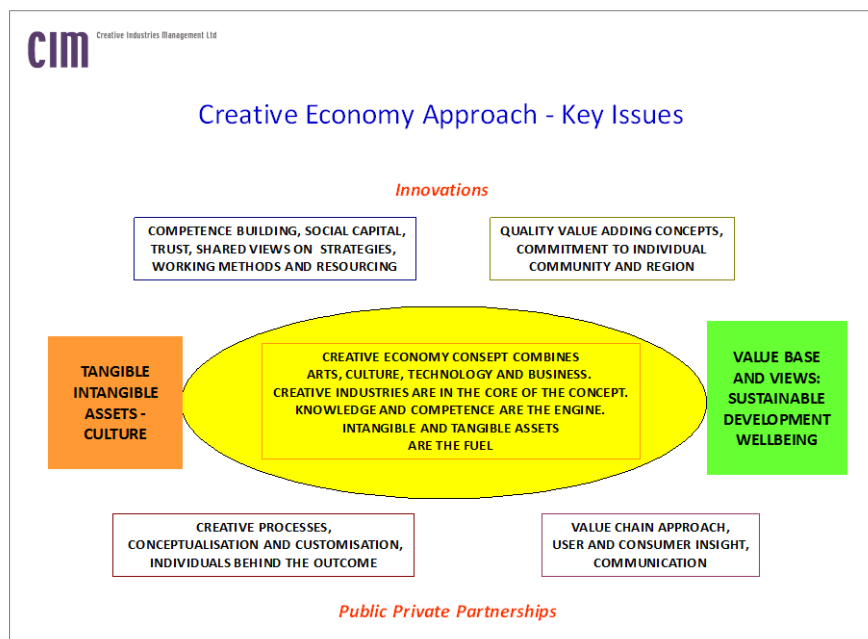 CIM
Creative Industries Management Ltd
Creative Economy Approach - Key Issues
Innovations
COMPETENCE BUILDING, SOCIAL CAPITAL,
TRUST, SHARED VIEWS ON STRATEGIES,
WORKING METHODS AND RESOURCING
QUALITY VALUE ADDING CONCEPTS,
COMMITMENT TO INDIVIDUAL
COMMUNITY AND REGION
TANGIBLE
INTANGIBLE
ASSETS -
CULTURE
CREATIVE ECONOMY CONSEPT COMBINES
ARTS, CULTURE, TECHNOLOGY AND BUSINESS.
CREATIVE INDUSTRIES ARE IN THE CORE OF THE CONCEPT.
KNOWLEDGE AND COMPETENCE ARE THE ENGINE.
INTANGIBLE AND TANGIBLE ASSETS
ARE THE FUEL
VALUE BASE
AND VIEWS:
SUSTAINABLE
DEVELOPMENT
WELLBEING
CREATIVE PROCESSES,
CONCEPTUALISATION AND CUSTOMISATION,
INDIVIDUALS BEHIND THE OUTCOME
VALUE CHAIN APPROACH,
USER AND CONSUMER INSIGHT,
COMMUNICATION
Public Private Partnerships